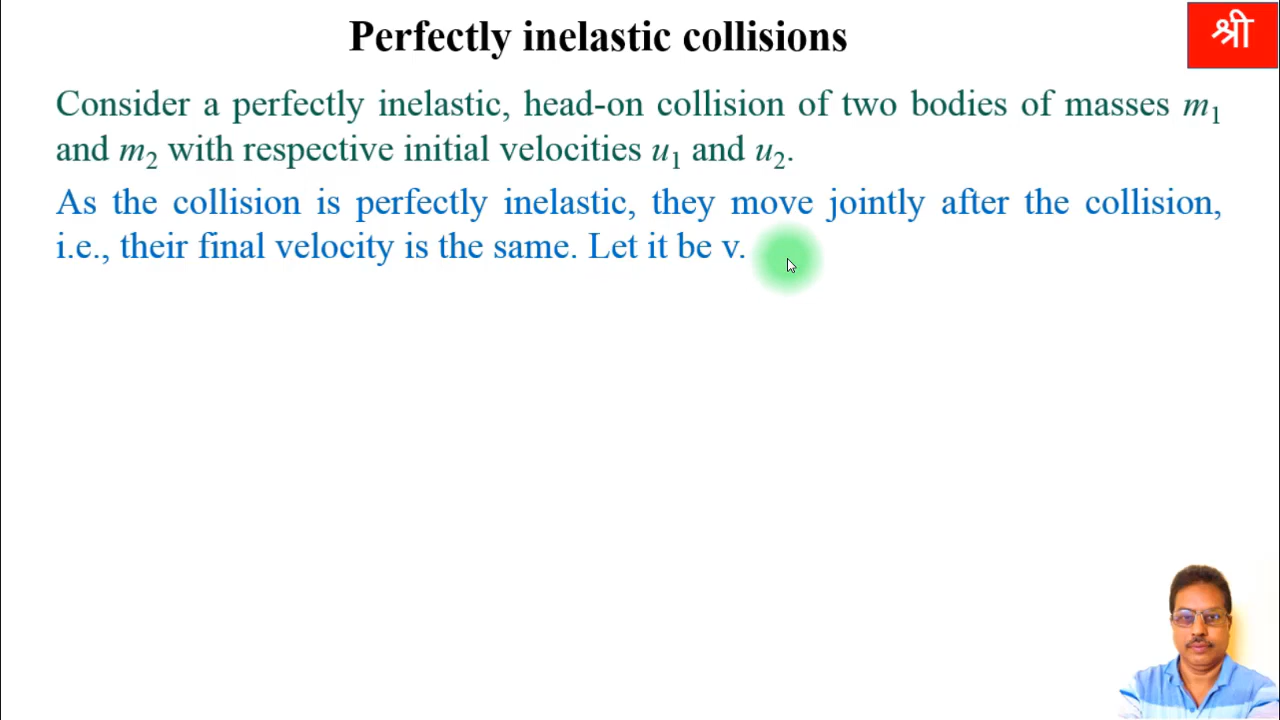 Perfectly inelastic collisions
श्री
Consider a perfectly inelastic, head-on collision of two bodies of masses m₁
and m₂ with respective initial velocities u₁ and u₂.
As the collision is perfectly inelastic, they move jointly after the collision,
i.e., their final velocity is the same. Let it be v.